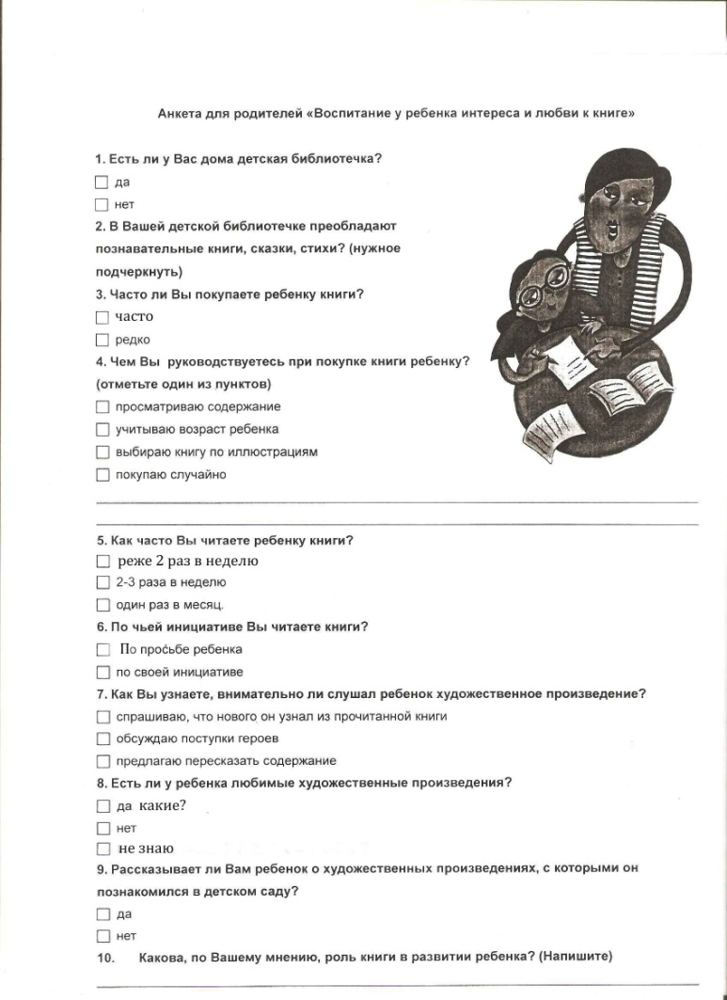 Анкета для родителей «Воспитание у ребенка интереса и любви к книге»
1. Есть ли у Вас дома детская библиотечка?
да
нет
2. В Вашей детской библиотечке преобладают
познавательные книги, сказки, стихи? (нужное
подчеркнуть)
3. Часто ли Вы покупаете ребенку книги?
часто
редко
4. Чем Вы руководствуетесь при покупке книги ребенку?
(отметьте один из пунктов)
просматриваю содержание
учитываю возраст ребенка
выбираю книгу по иллюстрациям
покупаю случайно
5. Как часто Вы читаете ребенку книги?
реже 2 раз в неделю
2-3 раза в неделю
один раз в месяц.
6. По чьей инициативе Вы читаете книги?
По просьбе ребенка
по своей инициативе
7. Как Вы узнаете, внимательно ли слушал ребенок художественное произведение?
спрашиваю, что нового он узнал из прочитанной книги
обсуждаю поступки героев
предлагаю пересказать содержание
8. Есть ли у ребенка любимые художественные произведения?
да какие?
нет
не знаю
9. Рассказывает ли Вам ребенок о художественных произведениях, с которыми он
познакомился в детском саду?
да
нет
10. Какова, по Вашему мнению, роль книги в развитии ребенка? (Напишите)